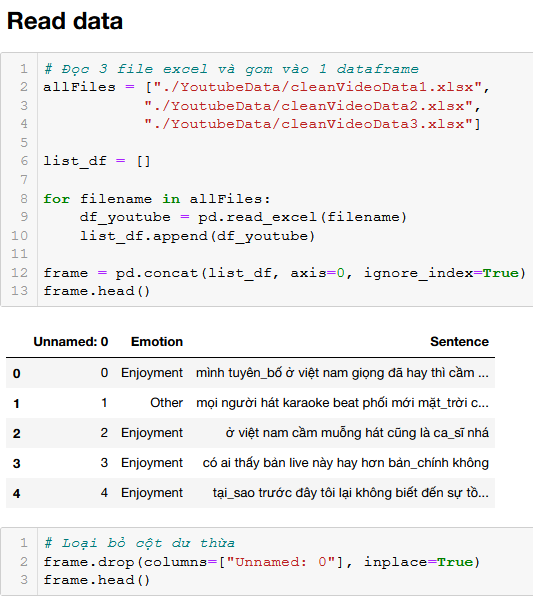 Read data
1 # Đọc 3 file excel và gom vào 1 dataframe
2 allFiles = ["./YoutubeData/cleanVideoData1.xlsx",
3 "./YoutubeData/cleanVideoData2.xlsx",
4 "./YoutubeData/cleanVideoData3.xlsx"]
5
6 list_df = []
7
8 for filename in allFiles:
9 df_youtube = pd.read_excel(filename)
10 list_df.append(df_youtube)
11
12 frame = pd.concat(list_df, axis=0, ignore_index=True)
13 frame.head()
Unnamed: 0 Emotion Sentence
0 0 Enjoyment mình tuyên_bố ở việt nam giọng đã hay thì cầm ...
1 1 Other mọi người hát karaoke beat phối mới mặt_trời c...
2 2 Enjoyment ở việt nam cầm muỗng hát cũng là ca_sĩ nhá
3 3 Enjoyment có ai thấy bản live này hay hơn bản_chính không
4 4 Enjoyment tại_sao trước đây tôi lại không biết đến sự tồ...
1 # Loại bỏ cột dư thừa
2 frame.drop(columns=["Unnamed: 0"], inplace=True)
3 frame.head()